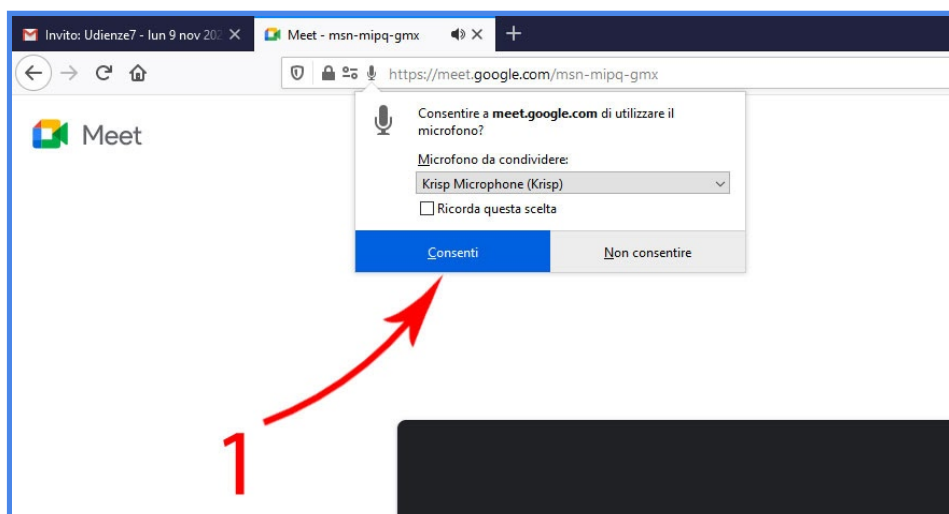 Invito: Udienze7 - lun 9 nov 202
Meet - msn-mipq-gmx
https://meet.google.com/msn-mipq-gmx
Meet
Consentire a meet.google.com di utilizzare il
microfono?
Microfono da condividere:
Krisp Microphone (Krisp)
Ricorda questa scelta
Consenti
Non consentire
1